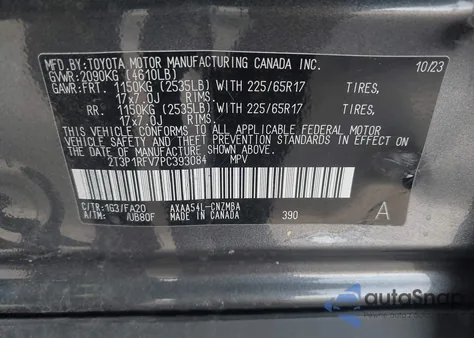 MFD.BY:TOYOTA MOTOR MANUFACTURING CANADA INC. 10/23
GVWR:2090KG (4610LB)
GAWR:FRT. 1150KG (2535LB) WITH 225/65R17 TIRES,
17x7.0J RIMS,
RR. 1150KG (2535LB) WITH 225/65R17 TIRES,
17x7.0J RIMS.
THIS VEHICLE CONFORMS TO ALL APPLICABLE FEDERAL MOTOR
VEHICLE SAFETY AND THEFT PREVENTION STANDARDS IN EFFECT
ON THE DATE OF MANUFACTURE SHOWN ABOVE.
2T3P1RFV7PC393084 MPV
C/TR:1G3/FA20 AXAA54L-CNZMBA
A/TM: /UB80F MADE IN CANADA 390 A
autoSnap